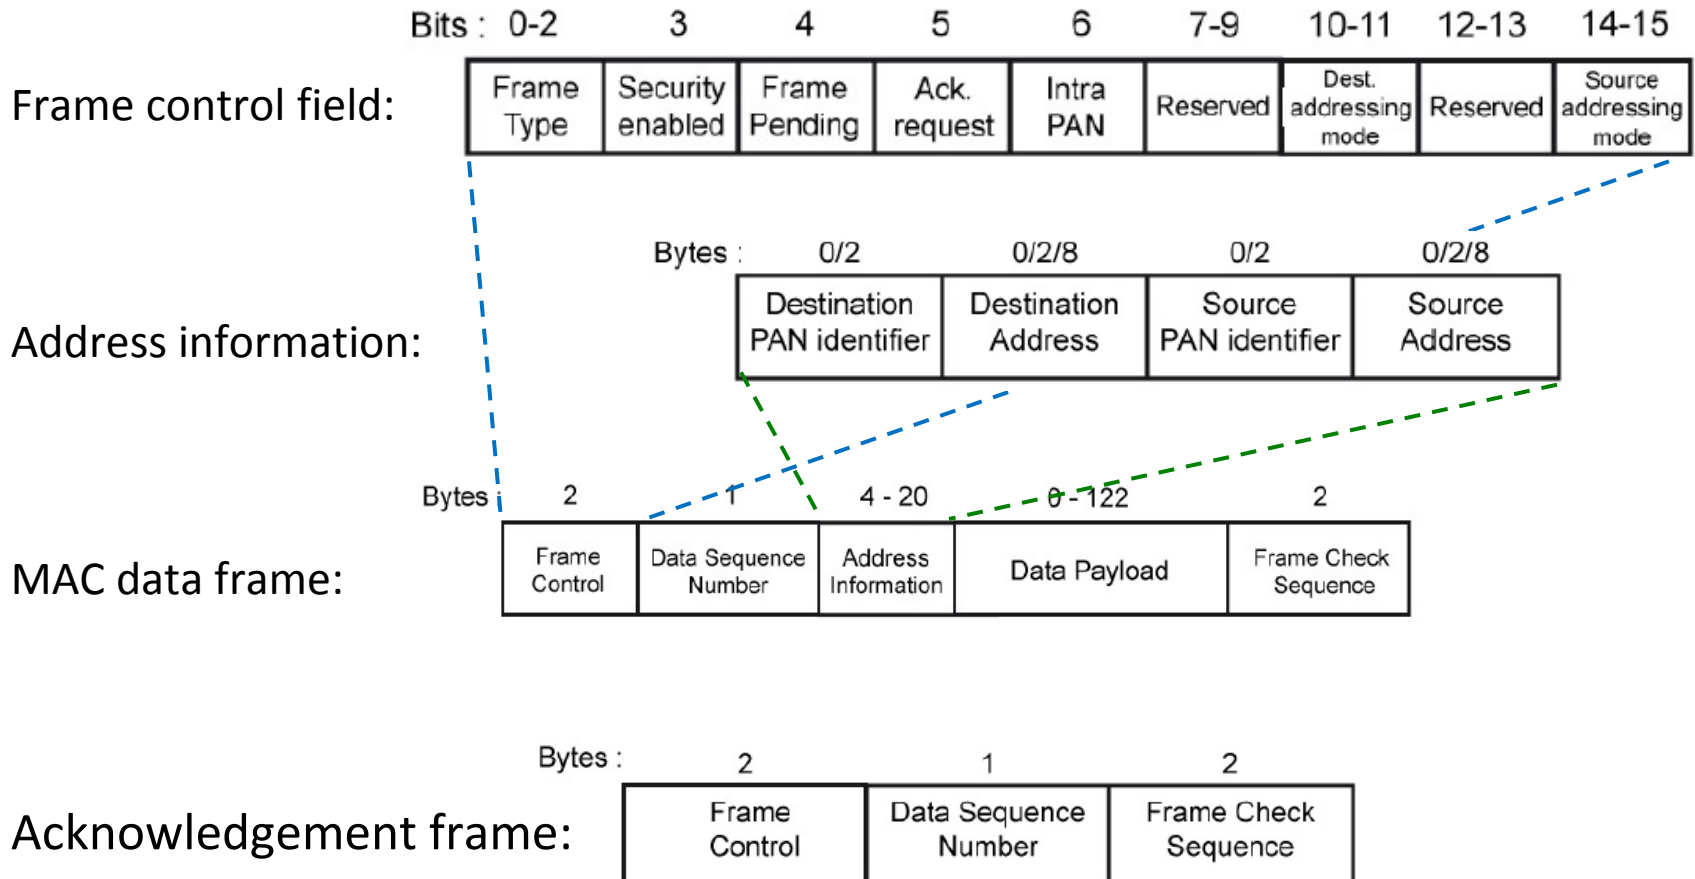 Bits : 0-2 3 4 5 6 7-9 10-11 12-13 14-15
Frame control field:
Frame Type
Security enabled
Frame Pending
Ack. request
Intra PAN
Reserved
Dest. addressing mode
Reserved
Source addressing mode
Bytes : 0/2 0/2/8 0/2 0/2/8
Address information:
Destination PAN identifier
Destination Address
Source PAN identifier
Source Address
Bytes : 2 1 4 - 20 0 - 122 2
MAC data frame:
Frame Control
Data Sequence Number
Address Information
Data Payload
Frame Check Sequence
Bytes : 2 1 2
Acknowledgement frame:
Frame Control
Data Sequence Number
Frame Check Sequence